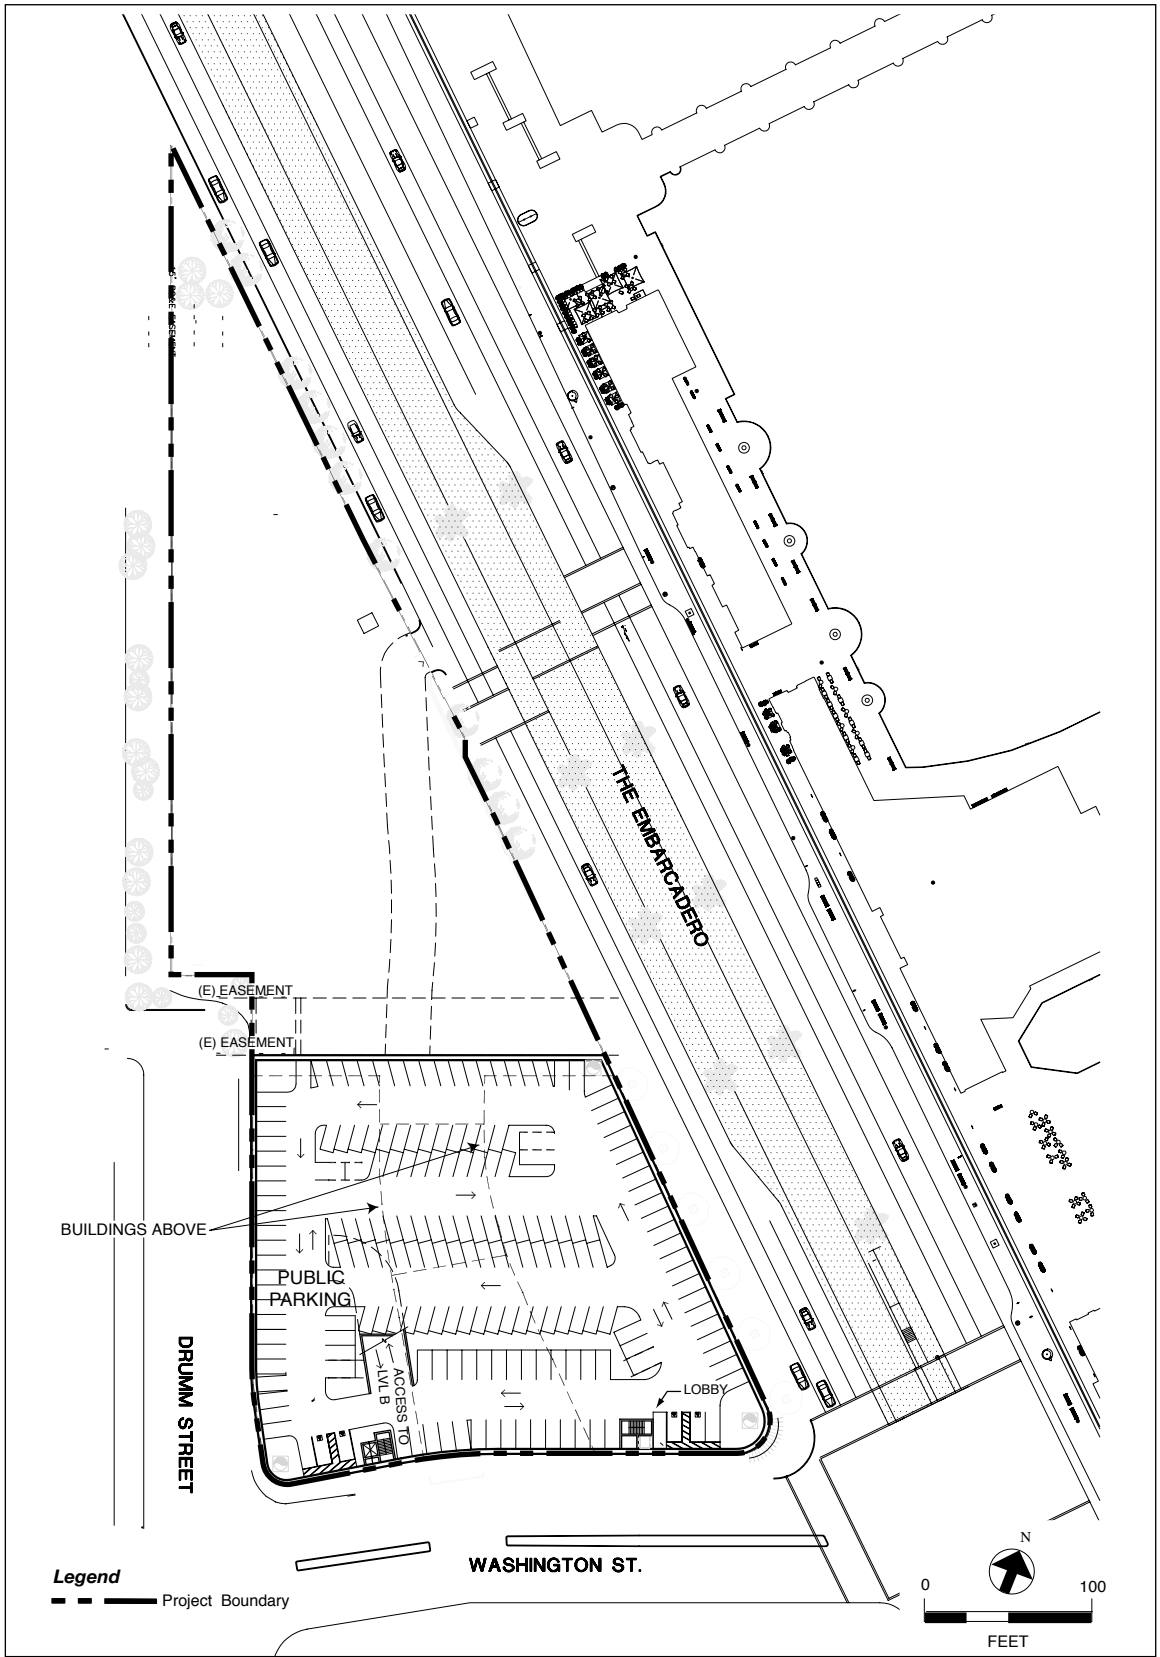 EASEMENT
THE EMBARCADERO
(E) EASEMENT
(E) EASEMENT
BUILDINGS ABOVE
PUBLIC
PARKING
ACCESS TO
LVL B
LOBBY
DRUMM STREET
WASHINGTON ST.
Legend
Project Boundary
N
0 100
FEET